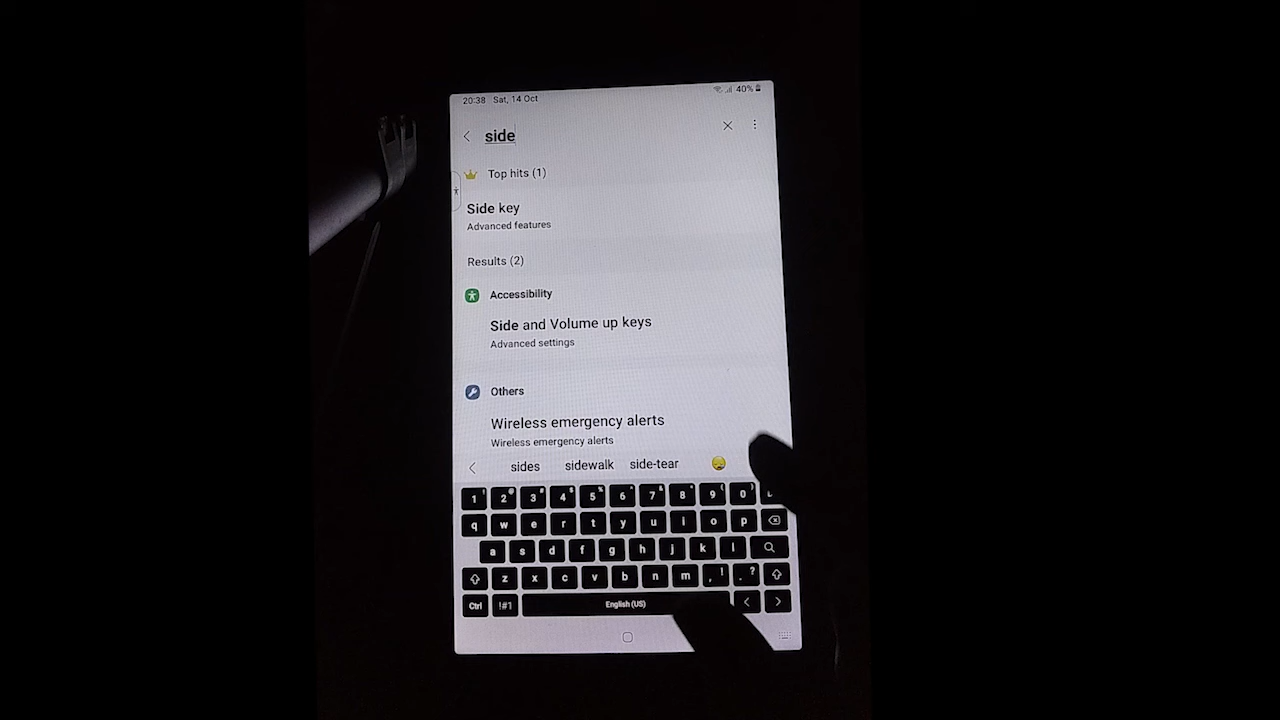 20:38 Sat, 14 Oct 40%
side
Top hits (1)
Side key
Advanced features
Results (2)
Accessibility
Side and Volume up keys
Advanced settings
Others
Wireless emergency alerts
Wireless emergency alerts
sides sidewalk side-tear
1 ! 2 @ 3 # 4 $ 5 % 6 ^ 7 & 8 * 9 ( 0 )
q w e r t y u i o p
a s d f g h j k l
z x c v b n m , ! . ?
Ctrl !#1 English (US) < >